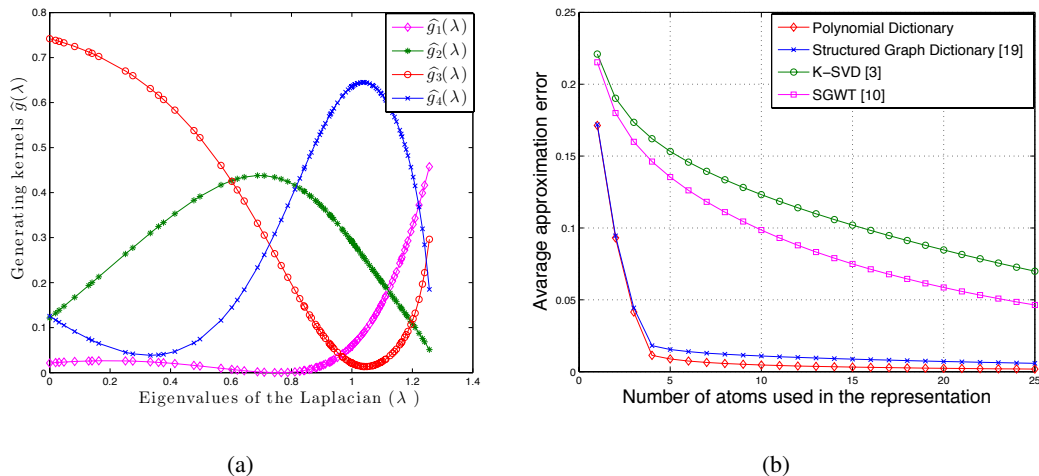 0.8
0.7
0.6
0.5
0.4
0.3
0.2
0.1
0
Generating kernels ĝ(λ)
0 0.2 0.4 0.6 0.8 1 1.2 1.4
Eigenvalues of the Laplacian (λ )
ĝ₁(λ)
ĝ₂(λ)
ĝ₃(λ)
ĝ₄(λ)
(a)
0.25
0.2
0.15
0.1
0.05
0
Avarage approximation error
0 5 10 15 20 25
Number of atoms used in the representation
Polynomial Dictionary
Structured Graph Dictionary [19]
K−SVD [3]
SGWT [10]
(b)